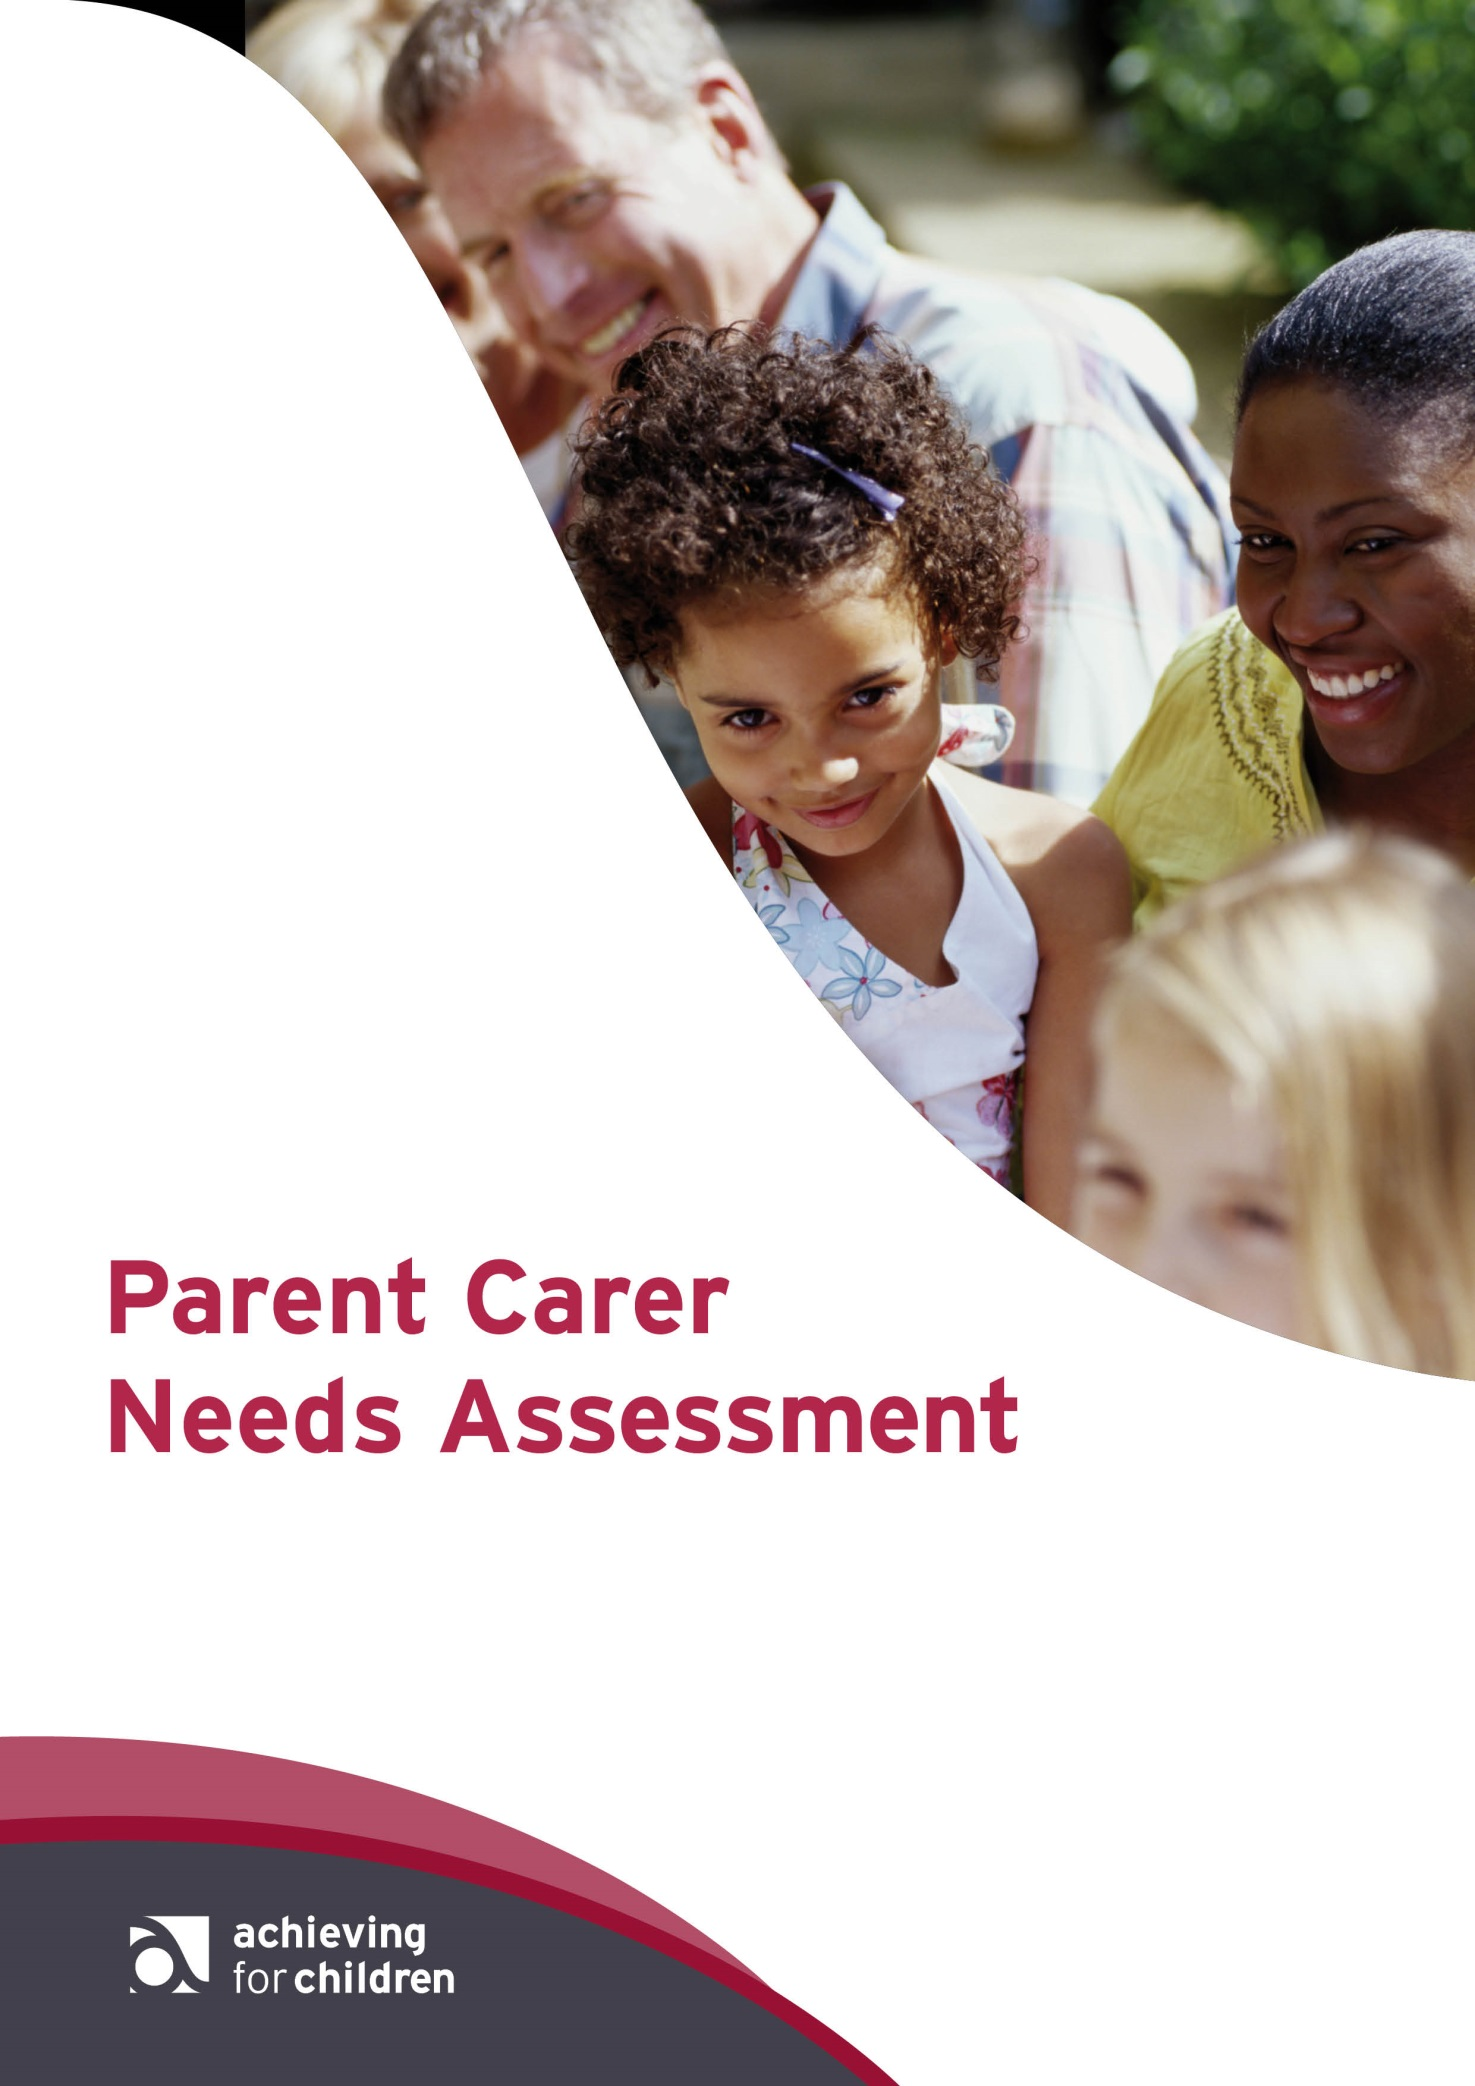 Parent Carer
Needs Assessment
achieving
for children